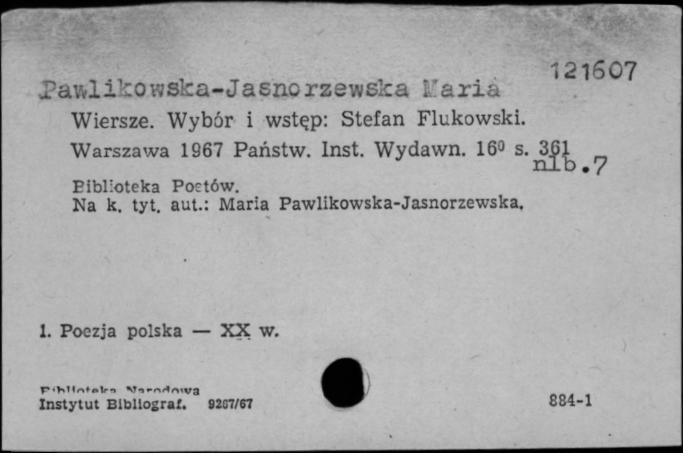 121607
Pawlikowska-Jasnorzewska Maria
Wiersze. Wybór i wstęp: Stefan Flukowski.
Warszawa 1967 Państw. Inst. Wydawn. 16⁰ s. 361
nlb.7
Biblioteka Poetów.
Na k. tyt. aut.: Maria Pawlikowska-Jasnorzewska.
1. Poezja polska — XX w.
Biblioteka Narodowa
Instytut Bibliograf. 9267/67
884-1